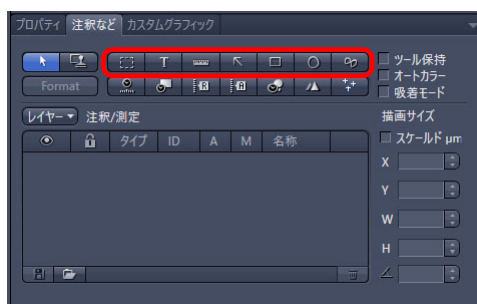 プロパティ 注釈など カスタムグラフィック
T
ツール保持
オートカラー
吸着モード
Format
レイヤー 注釈/測定
描画サイズ
タイプ ID A M 名称
スケールド μm
X
Y
W
H